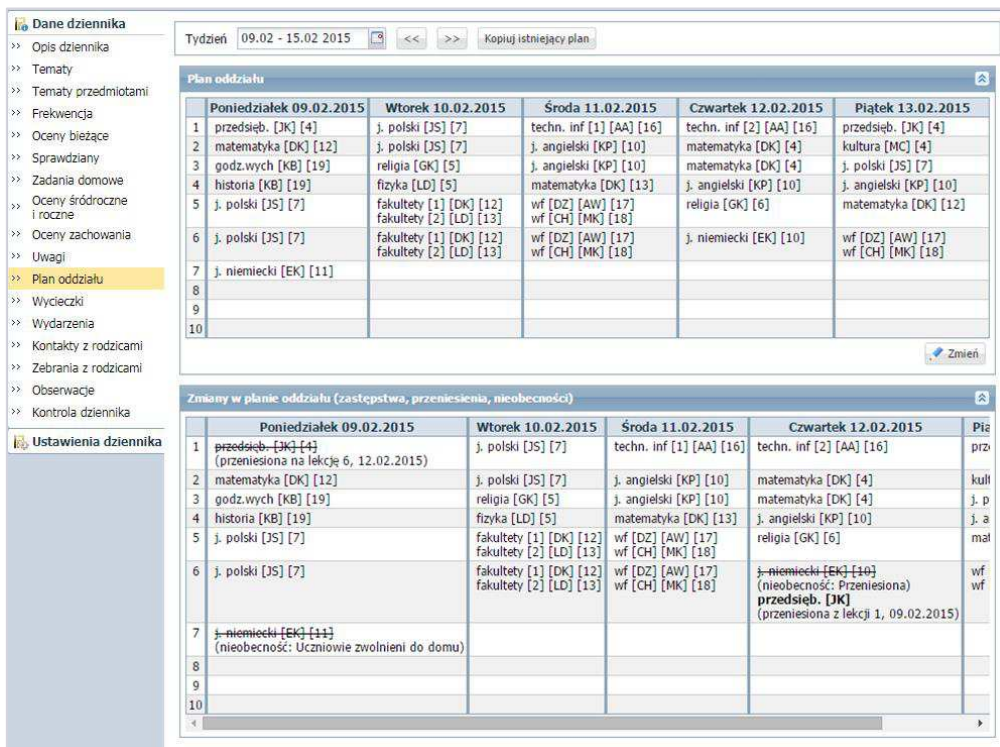 Dane dziennika
>> Opis dziennika
>> Tematy
>> Tematy przedmiotami
>> Frekwencja
>> Oceny bieżące
>> Sprawdziany
>> Zadania domowe
>> Oceny śródroczne
i roczne
>> Oceny zachowania
>> Uwagi
>> Plan oddziału
>> Wycieczki
>> Wydarzenia
>> Kontakty z rodzicami
>> Zebrania z rodzicami
>> Obserwacje
>> Kontrola dziennika
Ustawienia dziennika
Tydzień 09.02 - 15.02 2015 << >> Kopiuj istniejący plan
Plan oddziału
Poniedziałek 09.02.2015 Wtorek 10.02.2015 Środa 11.02.2015 Czwartek 12.02.2015 Piątek 13.02.2015
1 przedsięb. [JK] [4] j. polski [JS] [7] techn. inf [1] [AA] [16] techn. inf [2] [AA] [16] przedsięb. [JK] [4]
2 matematyka [DK] [12] j. polski [JS] [7] j. angielski [KP] [10] matematyka [DK] [4] kultura [MC] [4]
3 godz.wych [KB] [19] religia [GK] [5] j. angielski [KP] [10] matematyka [DK] [4] j. polski [JS] [7]
4 historia [KB] [19] fizyka [LD] [5] matematyka [DK] [13] j. angielski [KP] [10] j. angielski [KP] [10]
5 j. polski [JS] [7] fakultety [1] [DK] [12] wf [DZ] [AW] [17] religia [GK] [6] matematyka [DK] [12]
fakultety [2] [LD] [13] wf [CH] [MK] [18]
6 j. polski [JS] [7] fakultety [1] [DK] [12] wf [DZ] [AW] [17] j. niemiecki [EK] [10] wf [DZ] [AW] [17]
fakultety [2] [LD] [13] wf [CH] [MK] [18] wf [CH] [MK] [18]
7 j. niemiecki [EK] [11]
8
9
10
Zmień
Zmiany w planie oddziału (zastępstwa, przeniesienia, nieobecności)
Poniedziałek 09.02.2015 Wtorek 10.02.2015 Środa 11.02.2015 Czwartek 12.02.2015 Pią
1 przedsięb. [JK] [4] j. polski [JS] [7] techn. inf [1] [AA] [16] techn. inf [2] [AA] [16] prze
(przeniesiona na lekcję 6, 12.02.2015)
2 matematyka [DK] [12] j. polski [JS] [7] j. angielski [KP] [10] matematyka [DK] [4] kult
3 godz.wych [KB] [19] religia [GK] [5] j. angielski [KP] [10] matematyka [DK] [4] j. p
4 historia [KB] [19] fizyka [LD] [5] matematyka [DK] [13] j. angielski [KP] [10] j. a
5 j. polski [JS] [7] fakultety [1] [DK] [12] wf [DZ] [AW] [17] religia [GK] [6] mat
fakultety [2] [LD] [13] wf [CH] [MK] [18]
6 j. polski [JS] [7] fakultety [1] [DK] [12] wf [DZ] [AW] [17] j. niemiecki [EK] [10] wf
fakultety [2] [LD] [13] wf [CH] [MK] [18] (nieobecność: Przeniesiona) wf
przedsięb. [JK]
(przeniesiona z lekcji 1, 09.02.2015)
7 j. niemiecki [EK] [11]
(nieobecność: Uczniowie zwolnieni do domu)
8
9
10